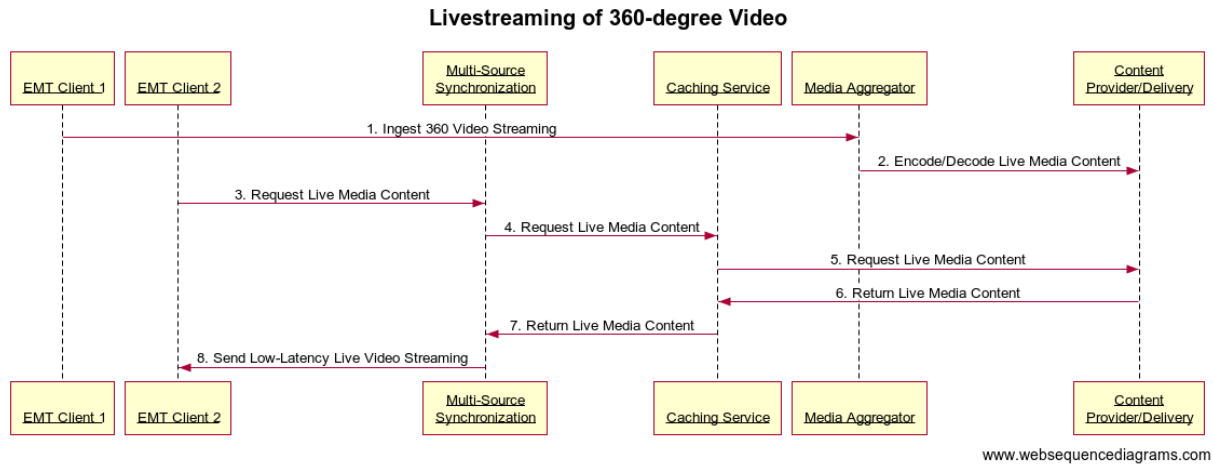 Livestreaming of 360-degree Video
EMT Client 1
EMT Client 2
Multi-Source
Synchronization
Caching Service
Media Aggregator
Content
Provider/Delivery
1. Ingest 360 Video Streaming
2. Encode/Decode Live Media Content
3. Request Live Media Content
4. Request Live Media Content
5. Request Live Media Content
6. Return Live Media Content
7. Return Live Media Content
8. Send Low-Latency Live Video Streaming
EMT Client 1
EMT Client 2
Multi-Source
Synchronization
Caching Service
Media Aggregator
Content
Provider/Delivery
www.websequencediagrams.com